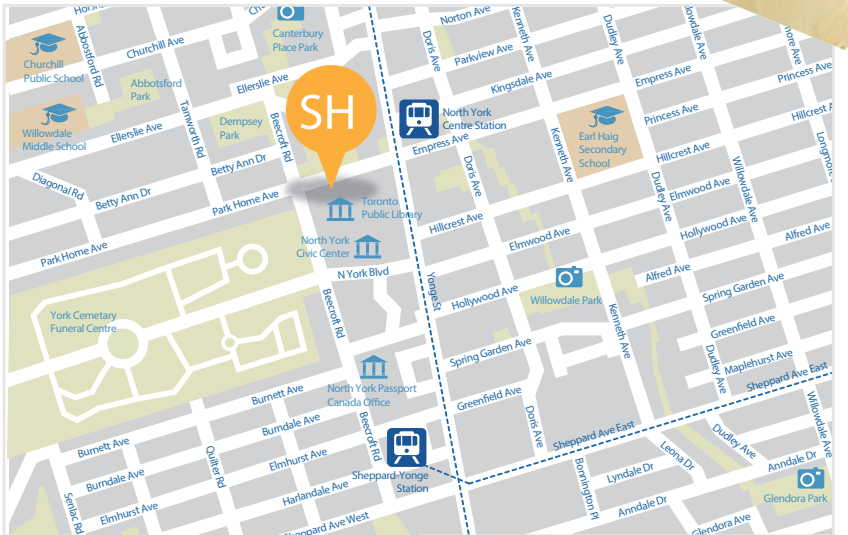 Norton Ave
Kenneth Ave
Canterbury
Place Park
Churchill Ave
Abbotsford Rd
Doris Ave
Parkview Ave
Dudley Ave
Churchill
Public School
Kingsdale Ave
Empress Ave
Princess Ave
Ellerslie Ave
Abbotsford
Park
SH
North York
Centre Station
Princess Ave
Tamworth Rd
Dempsey
Park
Beecroft Rd
Earl Haig
Secondary
School
Willowdale
Middle School
Ellerslie Ave
Empress Ave
Kenneth Ave
Hillcrest Ave
Betty Ann Dr
Doris Ave
Diagonal Rd
Betty Ann Dr
Park Home Ave
Dudley Ave
Elmwood Ave
Willowdale Ave
Toronto
Public Library
Hillcrest Ave
Hollywood Ave
Alfred Ave
North York
Civic Center
Elmwood Ave
Park Home Ave
N York Blvd
Yonge St
Alfred Ave
Hollywood Ave
Willowdale Park
Spring Garden Ave
Beecroft Rd
York Cemetary
Funeral Centre
Kenneth Ave
Greenfield Ave
Spring Garden Ave
Dudley Ave
Maplehurst Ave
Sheppard Ave East
North York Passport
Canada Office
Burnett Ave
Greenfield Ave
Doris Ave
Willowdale Ave
Burndale Ave
Beecroft Rd
Sheppard Ave East
Dudley Ave
Burnett Ave
Quilter Rd
Elmhurst Ave
Leona Dr
Sheppard-Yonge
Station
Lyndale Dr
Anndale Dr
Burndale Ave
Harlandale Ave
Bonnington Pl
Glendora Park
Senlac Rd
Elmhurst Ave
Anndale Dr
Sheppard Ave West
Glendora Ave